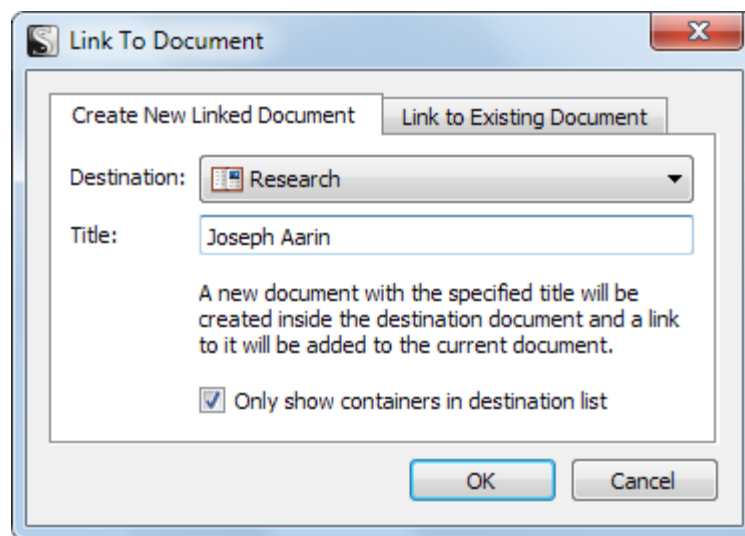 Link To Document
Create New Linked Document
Link to Existing Document
Destination:
Research
Title:
Joseph Aarin
A new document with the specified title will be
created inside the destination document and a link
to it will be added to the current document.
Only show containers in destination list
OK
Cancel